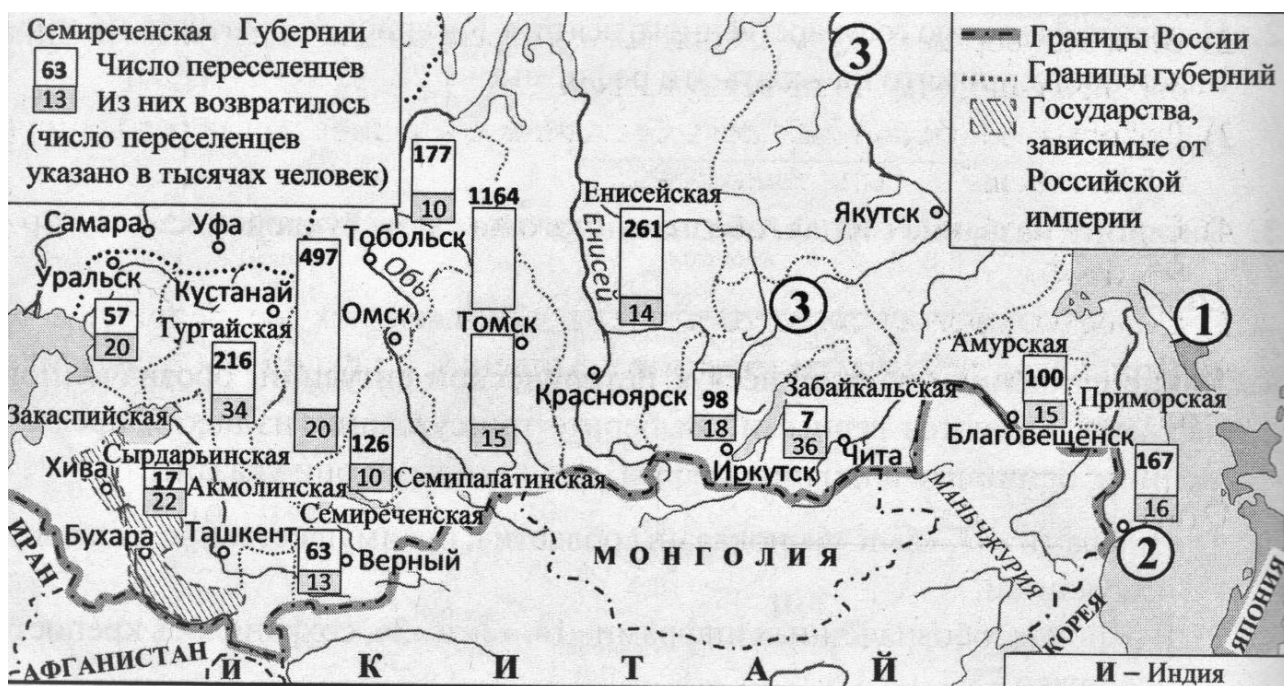 Семиреченская Губернии
63 Число переселенцев
13 Из них возвратилось
(число переселенцев
указано в тысячах человек)
Границы России
Границы губерний
Государства,
зависимые от
Российской
империи
3
177
10
1164
15
Енисейская
261
14
Якутск
Самара
Уфа
Тобольск
Обь
Енисей
497
20
Уральск
57
20
Кустанай
Тургайская
216
34
Омск
Томск
3
1
Красноярск
98
18
Забайкальская
7
36
Амурская
100
15
Приморская
Закаспийская
126
10
Иркутск
Чита
Благовещенск
167
16
Хива
Сырдарьинская
17
22
Акмолинская
Семипалатинская
Семиреченская
63
13
Бухара
Ташкент
Верный
МОНГОЛИЯ
МАНЬЧЖУРИЯ
2
ИРАН
КОРЕЯ
ЯПОНИЯ
АФГАНИСТАН
И
КИТАЙ
И – Индия